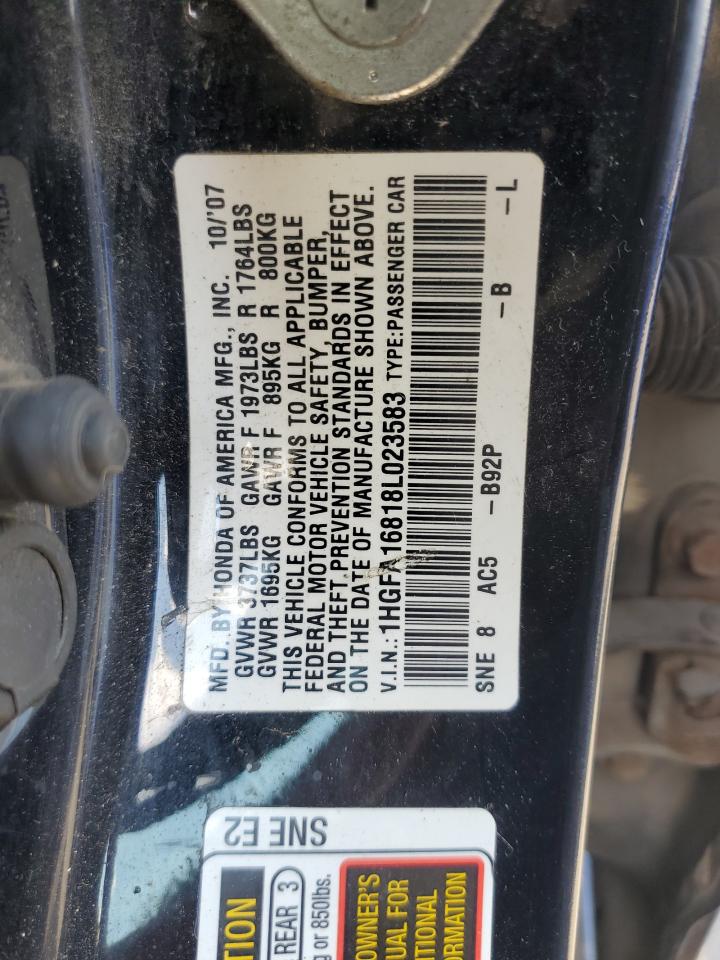 MFD. BY HONDA OF AMERICA MFG., INC. 10/'07
GVWR 3737LBS GAWR F 1973LBS R 1764LBS
GVWR 1695KG GAWR F 895KG R 800KG
THIS VEHICLE CONFORMS TO ALL APPLICABLE
FEDERAL MOTOR VEHICLE SAFETY, BUMPER,
AND THEFT PREVENTION STANDARDS IN EFFECT
ON THE DATE OF MANUFACTURE SHOWN ABOVE.
V.I.N.:1HGFA16818L023583 TYPE:PASSENGER CAR
SNE 8 AC5 -B92P -B -L
SNE E2
REAR 3
or 850lbs.
OWNER'S
FOR